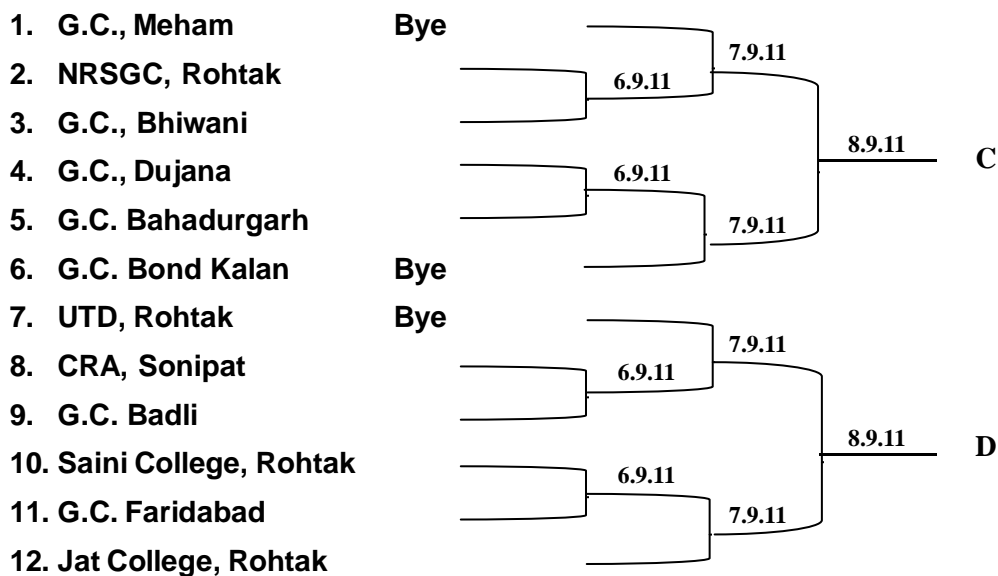 1. G.C., Meham Bye
7.9.11
2. NRSGC, Rohtak
6.9.11
3. G.C., Bhiwani
8.9.11 C
4. G.C., Dujana
6.9.11
5. G.C. Bahadurgarh
7.9.11
6. G.C. Bond Kalan Bye
7. UTD, Rohtak Bye
7.9.11
8. CRA, Sonipat
6.9.11
9. G.C. Badli
8.9.11 D
10. Saini College, Rohtak
6.9.11
11. G.C. Faridabad
7.9.11
12. Jat College, Rohtak